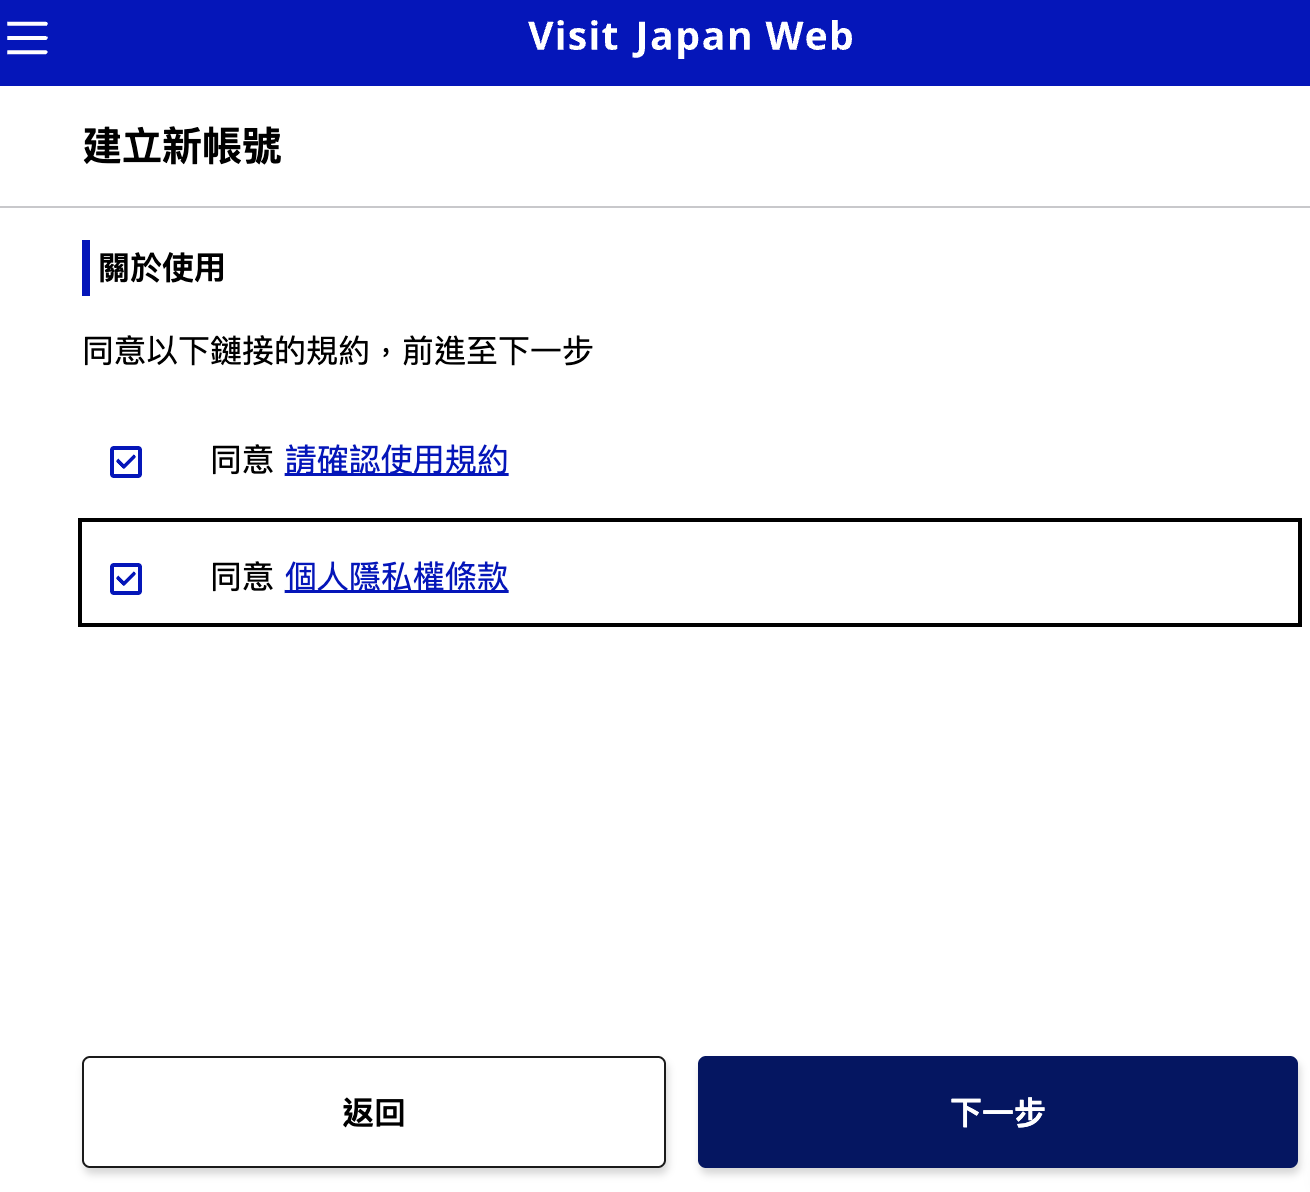 Visit Japan Web
建立新帳號
關於使用
同意以下鏈接的規約，前進至下一步
同意 請確認使用規約
同意 個人隱私權條款
返回
下一步